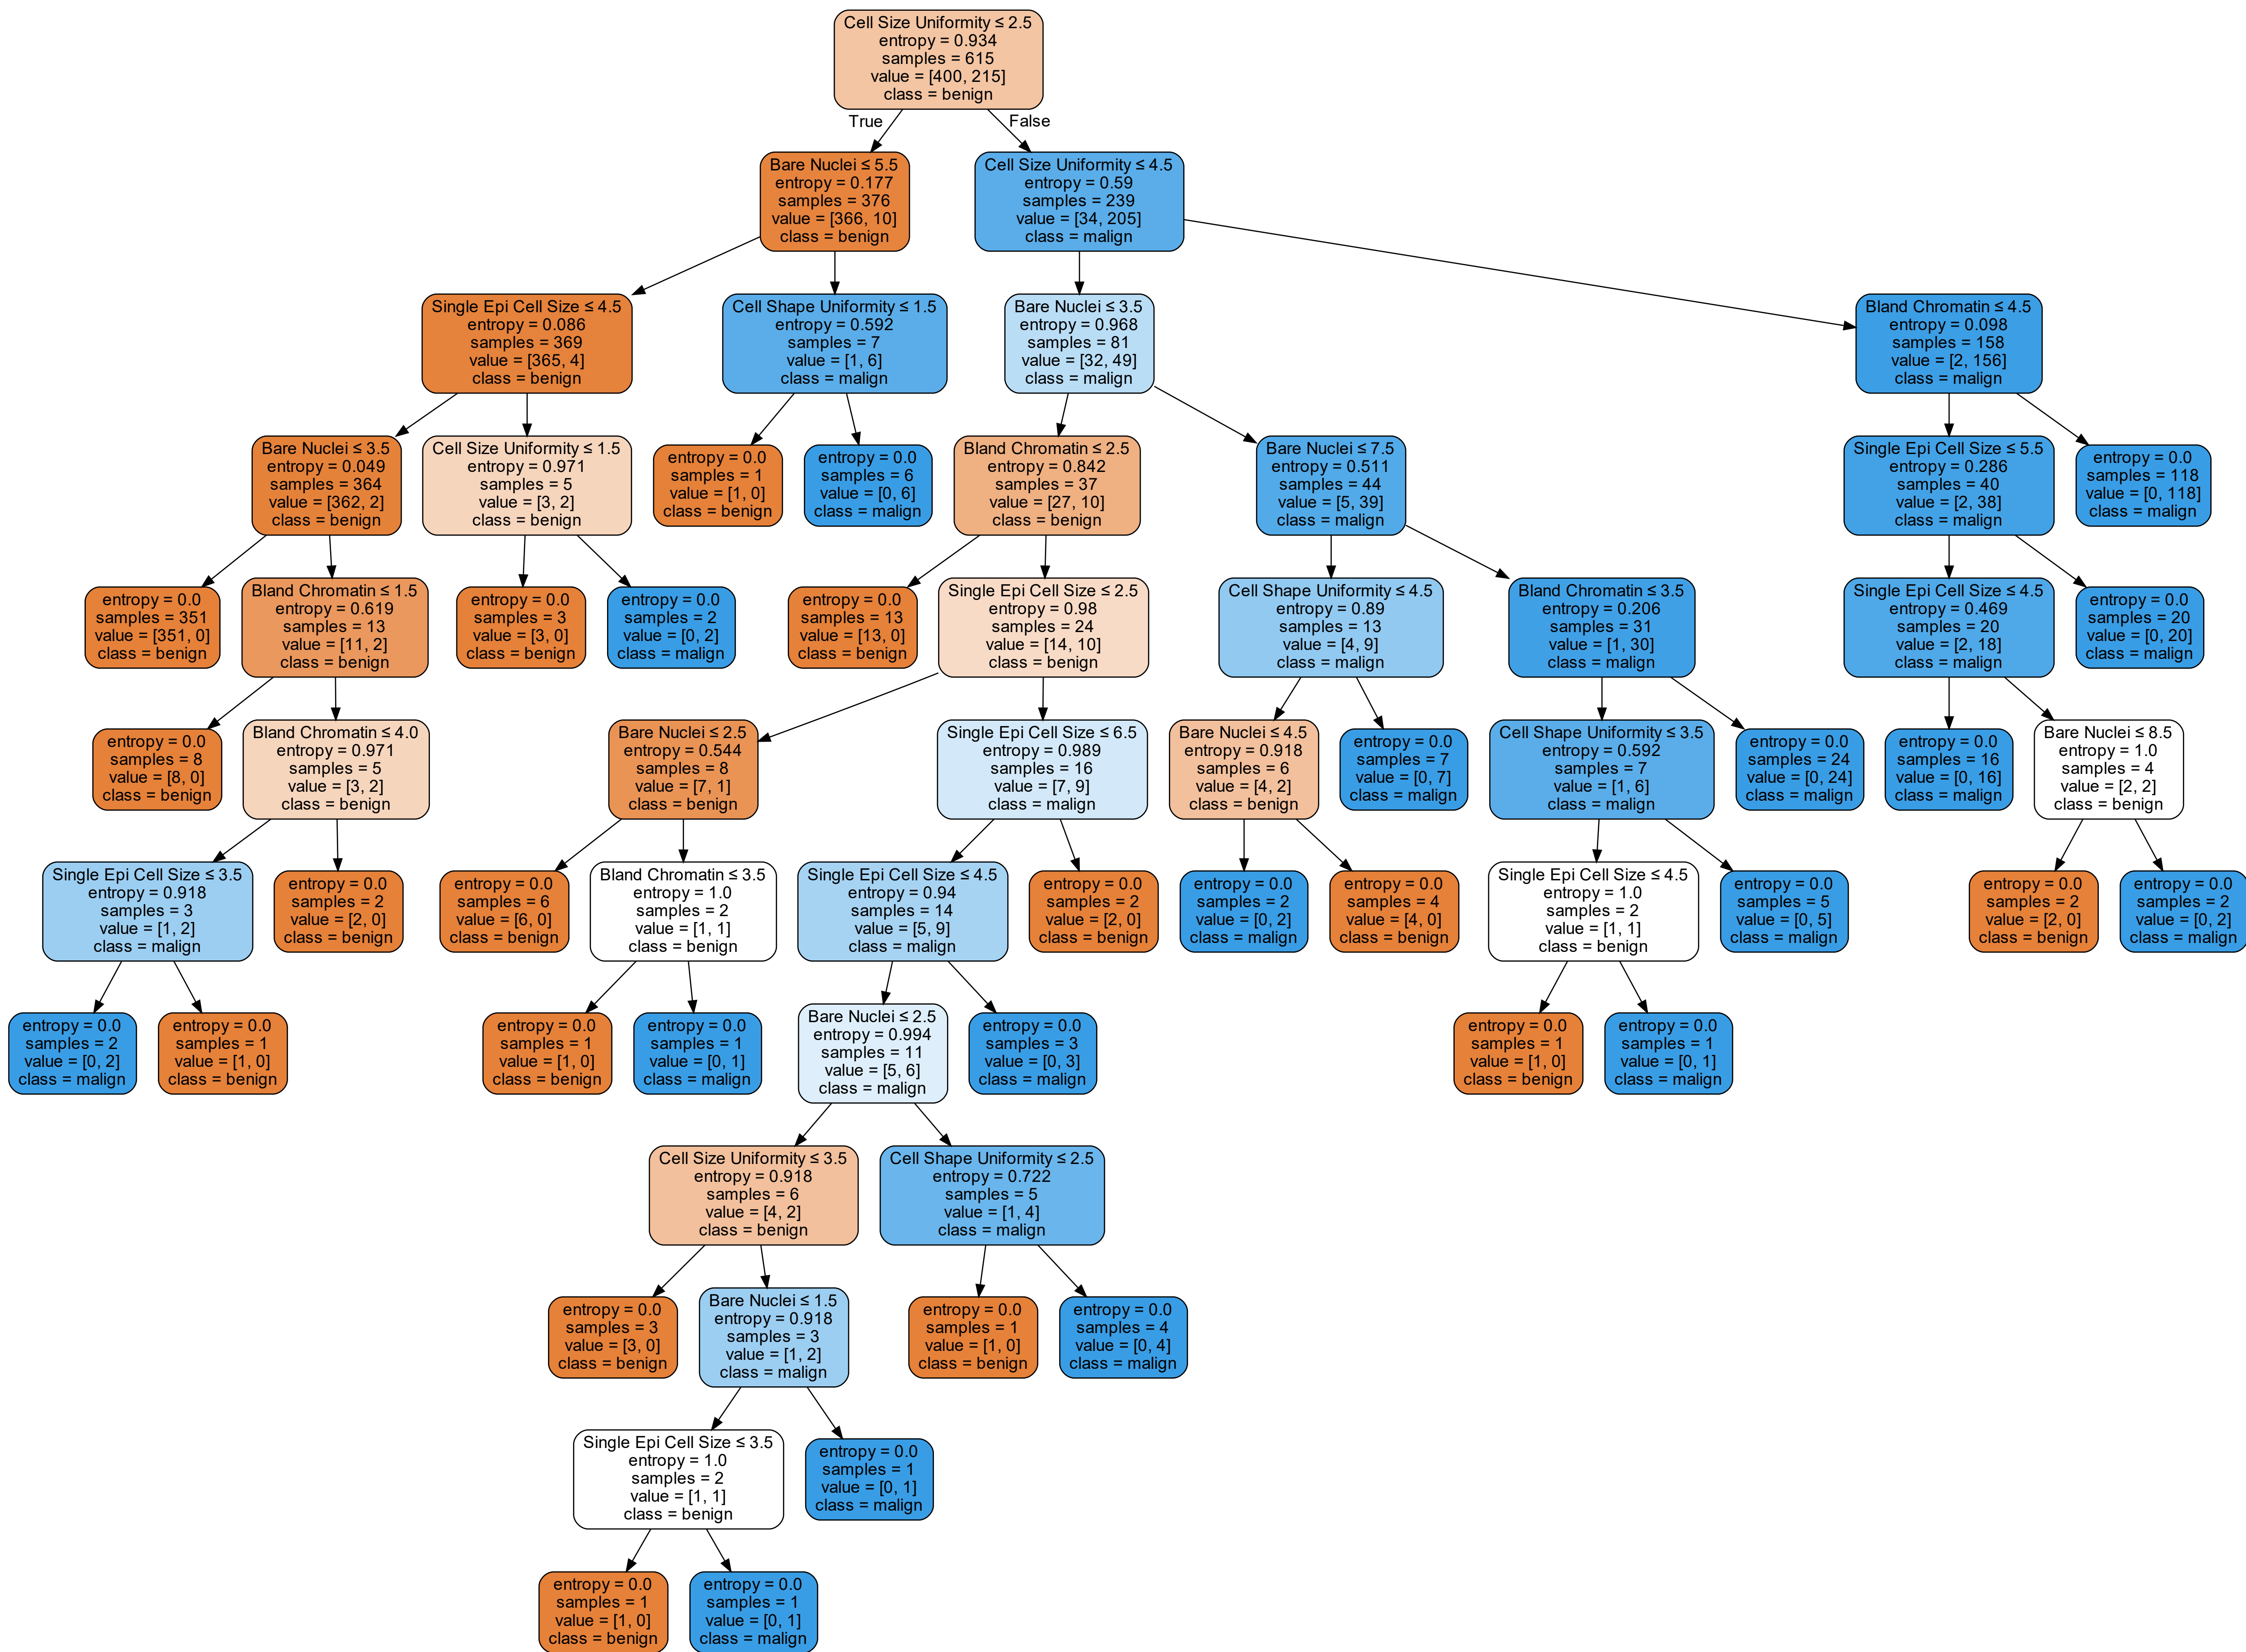 Cell Size Uniformity ≤ 2.5
entropy = 0.934
samples = 615
value = [400, 215]
class = benign
True
False
Bare Nuclei ≤ 5.5
entropy = 0.177
samples = 376
value = [366, 10]
class = benign
Cell Size Uniformity ≤ 4.5
entropy = 0.59
samples = 239
value = [34, 205]
class = malign
Single Epi Cell Size ≤ 4.5
entropy = 0.086
samples = 369
value = [365, 4]
class = benign
Cell Shape Uniformity ≤ 1.5
entropy = 0.592
samples = 7
value = [1, 6]
class = malign
Bare Nuclei ≤ 3.5
entropy = 0.968
samples = 81
value = [32, 49]
class = malign
Bland Chromatin ≤ 4.5
entropy = 0.098
samples = 158
value = [2, 156]
class = malign
Bare Nuclei ≤ 3.5
entropy = 0.049
samples = 364
value = [362, 2]
class = benign
Cell Size Uniformity ≤ 1.5
entropy = 0.971
samples = 5
value = [3, 2]
class = benign
entropy = 0.0
samples = 1
value = [1, 0]
class = benign
entropy = 0.0
samples = 6
value = [0, 6]
class = malign
Bland Chromatin ≤ 2.5
entropy = 0.842
samples = 37
value = [27, 10]
class = benign
Bare Nuclei ≤ 7.5
entropy = 0.511
samples = 44
value = [5, 39]
class = malign
Single Epi Cell Size ≤ 5.5
entropy = 0.286
samples = 40
value = [2, 38]
class = malign
entropy = 0.0
samples = 118
value = [0, 118]
class = malign
entropy = 0.0
samples = 351
value = [351, 0]
class = benign
Bland Chromatin ≤ 1.5
entropy = 0.619
samples = 13
value = [11, 2]
class = benign
entropy = 0.0
samples = 3
value = [3, 0]
class = benign
entropy = 0.0
samples = 2
value = [0, 2]
class = malign
entropy = 0.0
samples = 13
value = [13, 0]
class = benign
Single Epi Cell Size ≤ 2.5
entropy = 0.98
samples = 24
value = [14, 10]
class = benign
Cell Shape Uniformity ≤ 4.5
entropy = 0.89
samples = 13
value = [4, 9]
class = malign
Bland Chromatin ≤ 3.5
entropy = 0.206
samples = 31
value = [1, 30]
class = malign
Single Epi Cell Size ≤ 4.5
entropy = 0.469
samples = 20
value = [2, 18]
class = malign
entropy = 0.0
samples = 20
value = [0, 20]
class = malign
entropy = 0.0
samples = 8
value = [8, 0]
class = benign
Bland Chromatin ≤ 4.0
entropy = 0.971
samples = 5
value = [3, 2]
class = benign
Bare Nuclei ≤ 2.5
entropy = 0.544
samples = 8
value = [7, 1]
class = benign
Single Epi Cell Size ≤ 6.5
entropy = 0.989
samples = 16
value = [7, 9]
class = malign
Bare Nuclei ≤ 4.5
entropy = 0.918
samples = 6
value = [4, 2]
class = benign
entropy = 0.0
samples = 7
value = [0, 7]
class = malign
Cell Shape Uniformity ≤ 3.5
entropy = 0.592
samples = 7
value = [1, 6]
class = malign
entropy = 0.0
samples = 24
value = [0, 24]
class = malign
entropy = 0.0
samples = 16
value = [0, 16]
class = malign
Bare Nuclei ≤ 8.5
entropy = 1.0
samples = 4
value = [2, 2]
class = benign
Single Epi Cell Size ≤ 3.5
entropy = 0.918
samples = 3
value = [1, 2]
class = malign
entropy = 0.0
samples = 2
value = [2, 0]
class = benign
entropy = 0.0
samples = 6
value = [6, 0]
class = benign
Bland Chromatin ≤ 3.5
entropy = 1.0
samples = 2
value = [1, 1]
class = benign
Single Epi Cell Size ≤ 4.5
entropy = 0.94
samples = 14
value = [5, 9]
class = malign
entropy = 0.0
samples = 2
value = [2, 0]
class = benign
entropy = 0.0
samples = 2
value = [0, 2]
class = malign
entropy = 0.0
samples = 4
value = [4, 0]
class = benign
Single Epi Cell Size ≤ 4.5
entropy = 1.0
samples = 2
value = [1, 1]
class = benign
entropy = 0.0
samples = 5
value = [0, 5]
class = malign
entropy = 0.0
samples = 2
value = [2, 0]
class = benign
entropy = 0.0
samples = 2
value = [0, 2]
class = malign
entropy = 0.0
samples = 2
value = [0, 2]
class = malign
entropy = 0.0
samples = 1
value = [1, 0]
class = benign
entropy = 0.0
samples = 1
value = [1, 0]
class = benign
entropy = 0.0
samples = 1
value = [0, 1]
class = malign
Bare Nuclei ≤ 2.5
entropy = 0.994
samples = 11
value = [5, 6]
class = malign
entropy = 0.0
samples = 3
value = [0, 3]
class = malign
entropy = 0.0
samples = 1
value = [1, 0]
class = benign
entropy = 0.0
samples = 1
value = [0, 1]
class = malign
Cell Size Uniformity ≤ 3.5
entropy = 0.918
samples = 6
value = [4, 2]
class = benign
Cell Shape Uniformity ≤ 2.5
entropy = 0.722
samples = 5
value = [1, 4]
class = malign
entropy = 0.0
samples = 3
value = [3, 0]
class = benign
Bare Nuclei ≤ 1.5
entropy = 0.918
samples = 3
value = [1, 2]
class = malign
entropy = 0.0
samples = 1
value = [1, 0]
class = benign
entropy = 0.0
samples = 4
value = [0, 4]
class = malign
Single Epi Cell Size ≤ 3.5
entropy = 1.0
samples = 2
value = [1, 1]
class = benign
entropy = 0.0
samples = 1
value = [0, 1]
class = malign
entropy = 0.0
samples = 1
value = [1, 0]
class = benign
entropy = 0.0
samples = 1
value = [0, 1]
class = malign